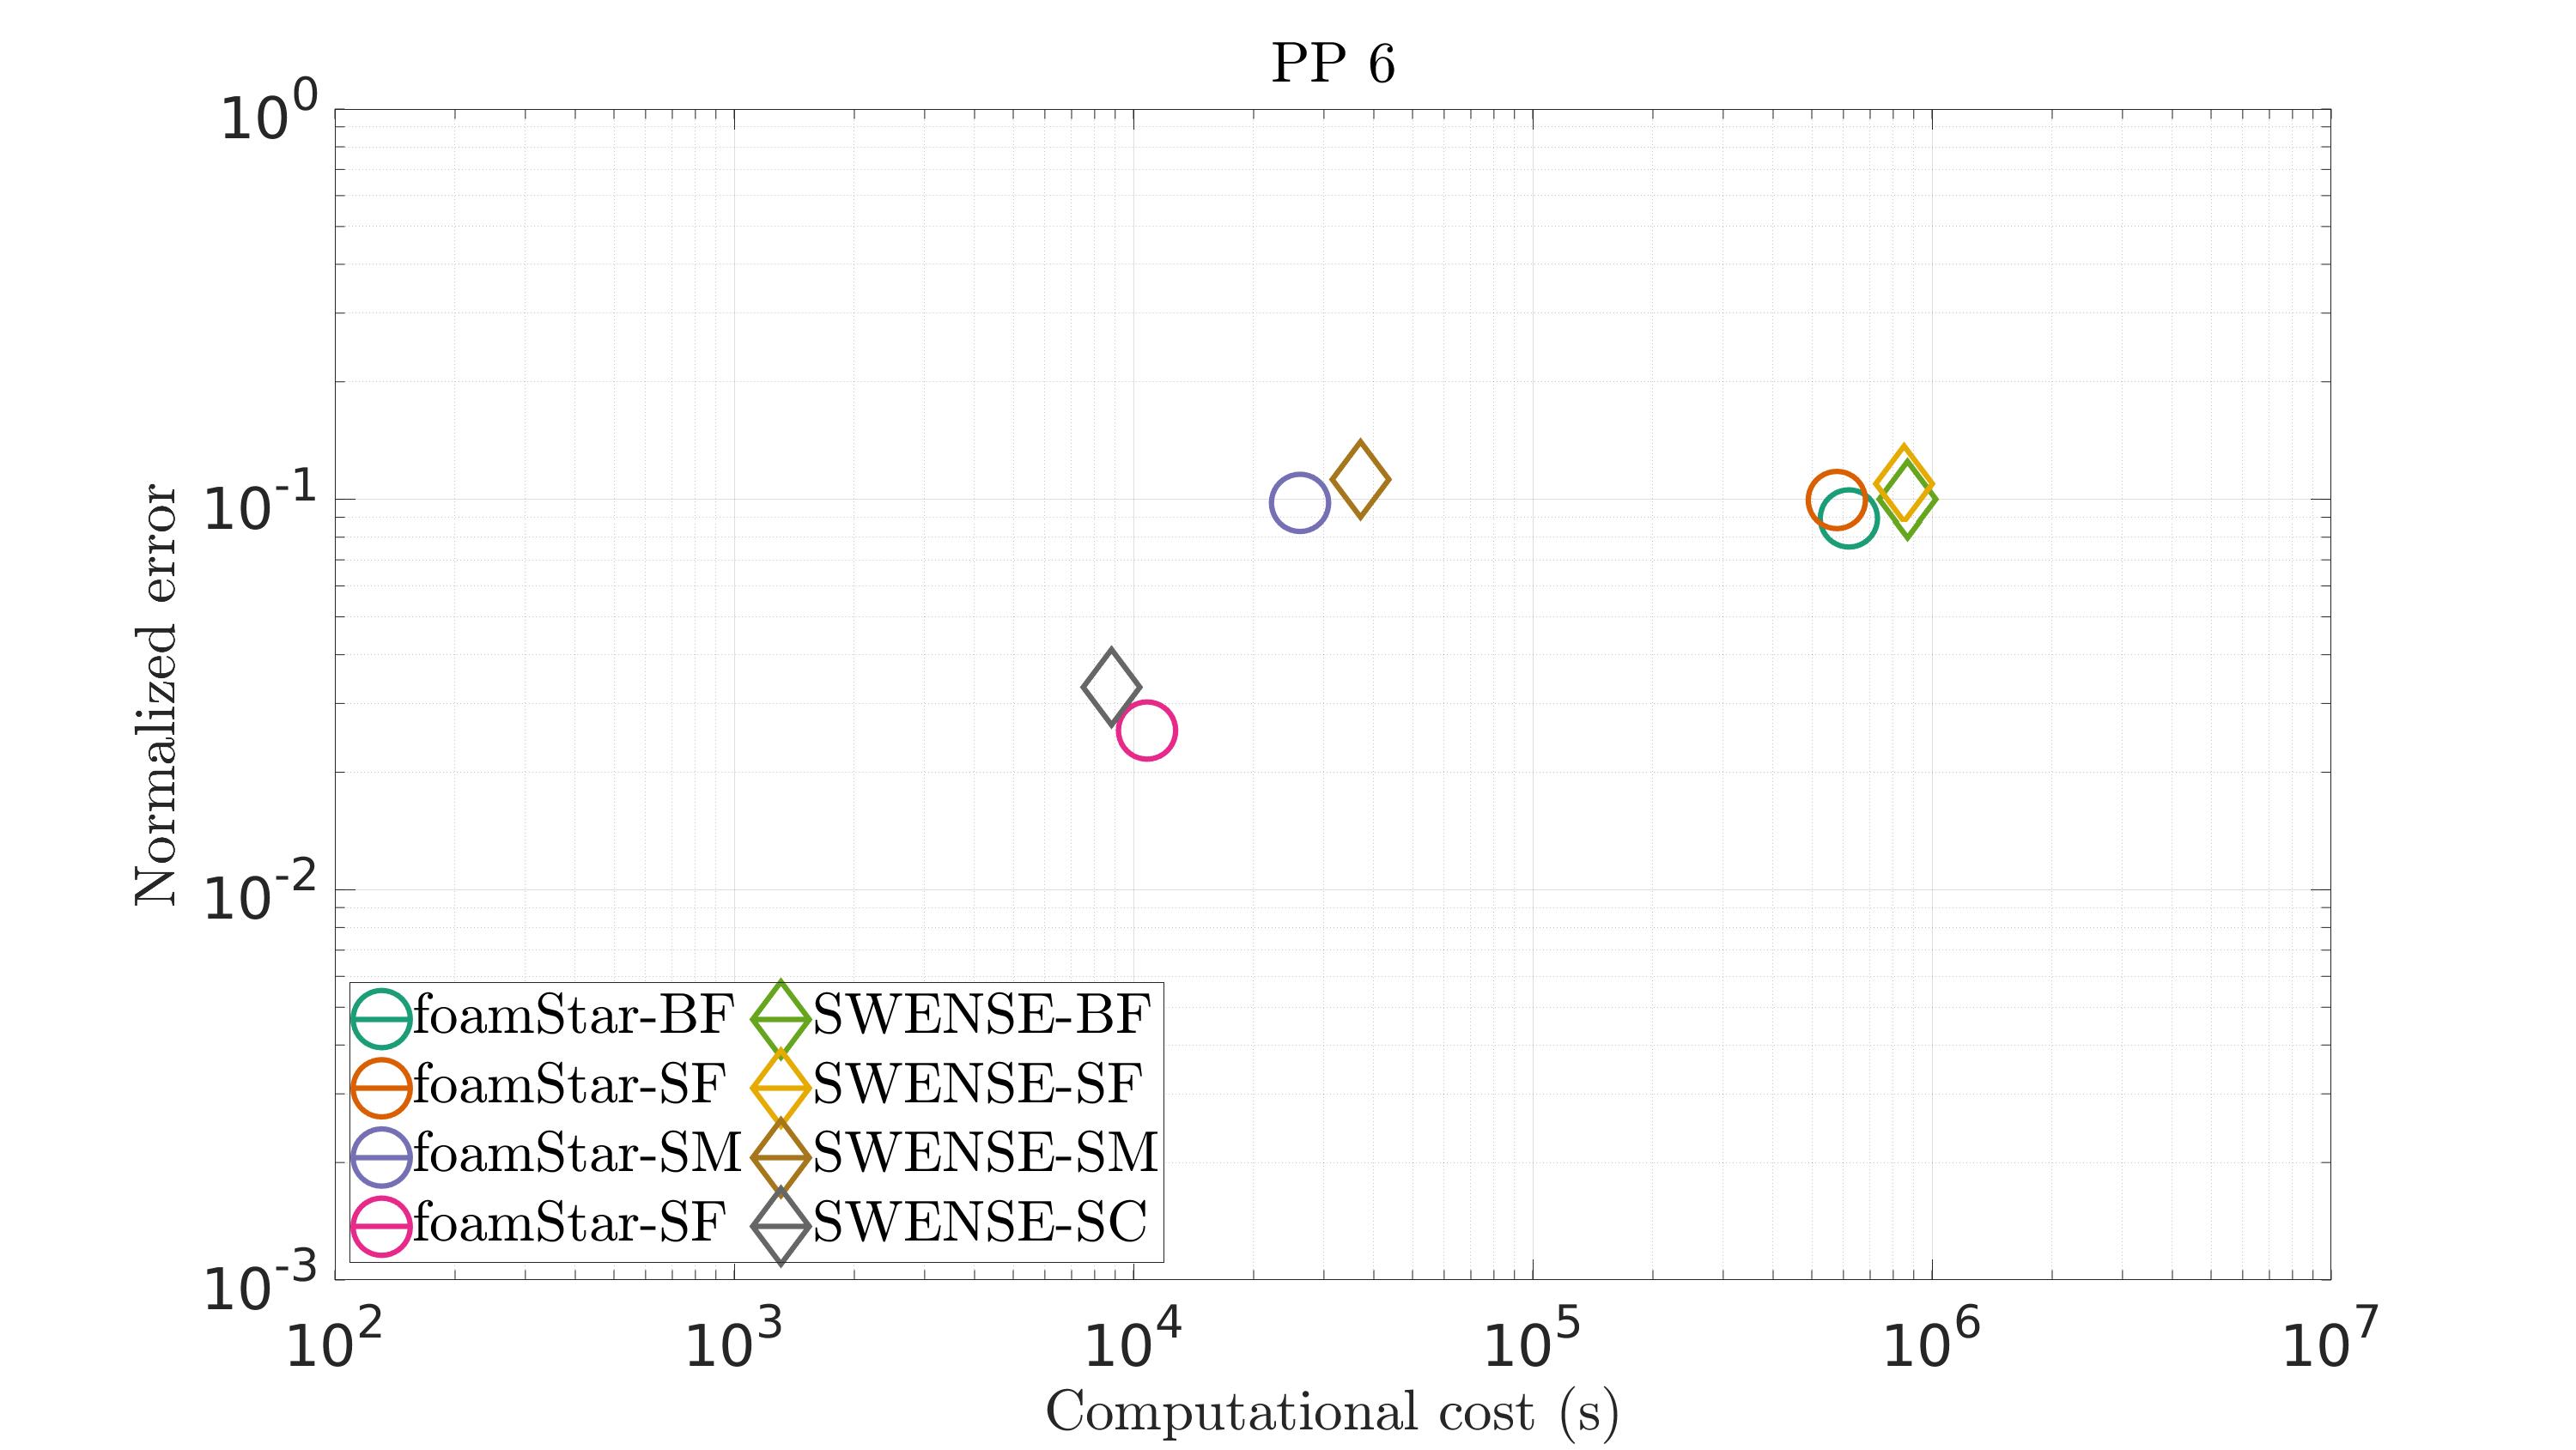 PP 6
10^0
10^-1
10^-2
10^-3
Normalized error
foamStar-BF SWENSE-BF
foamStar-SF SWENSE-SF
foamStar-SM SWENSE-SM
foamStar-SF SWENSE-SC
10^2 10^3 10^4 10^5 10^6 10^7
Computational cost (s)